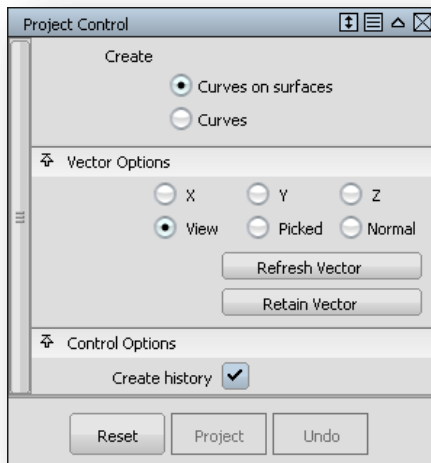 Project Control
Create
Curves on surfaces
Curves
Vector Options
X Y Z
View Picked Normal
Refresh Vector
Retain Vector
Control Options
Create history
Reset Project Undo